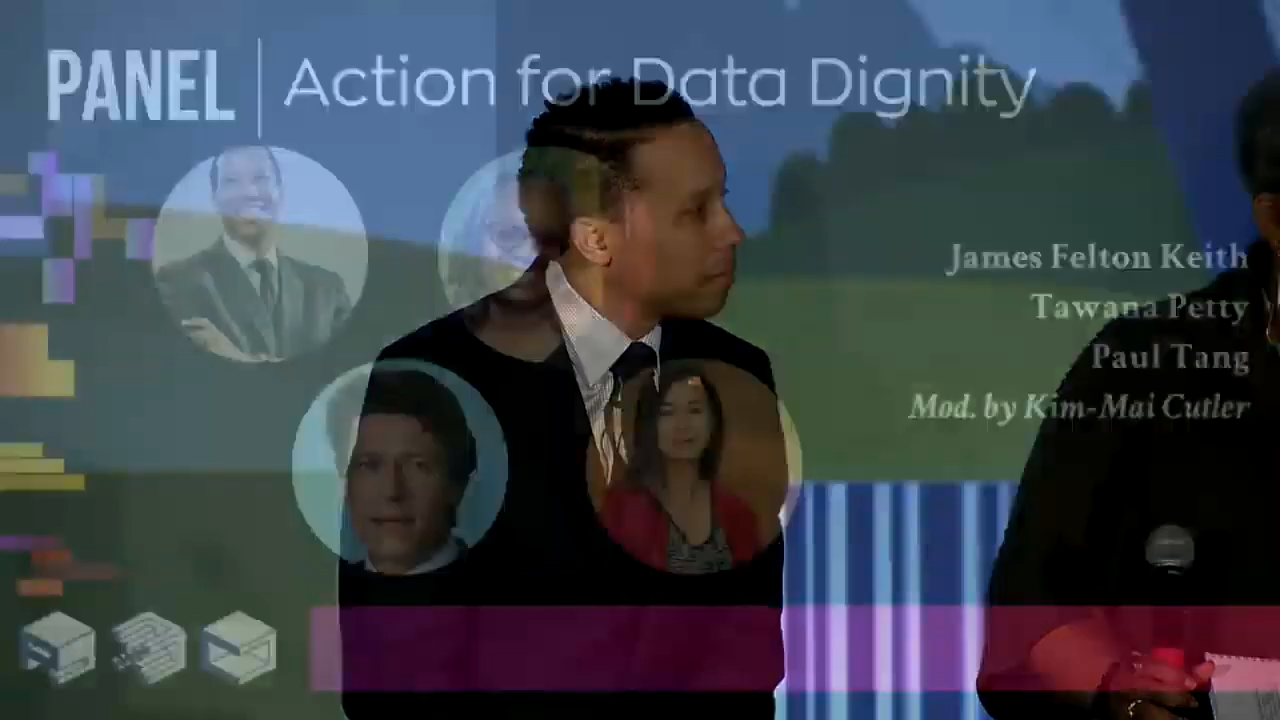 PANEL
Action for Data Dignity
James Felton Keith
Tawana Petty
Paul Tang
Mod. by Kim-Mai Cutler